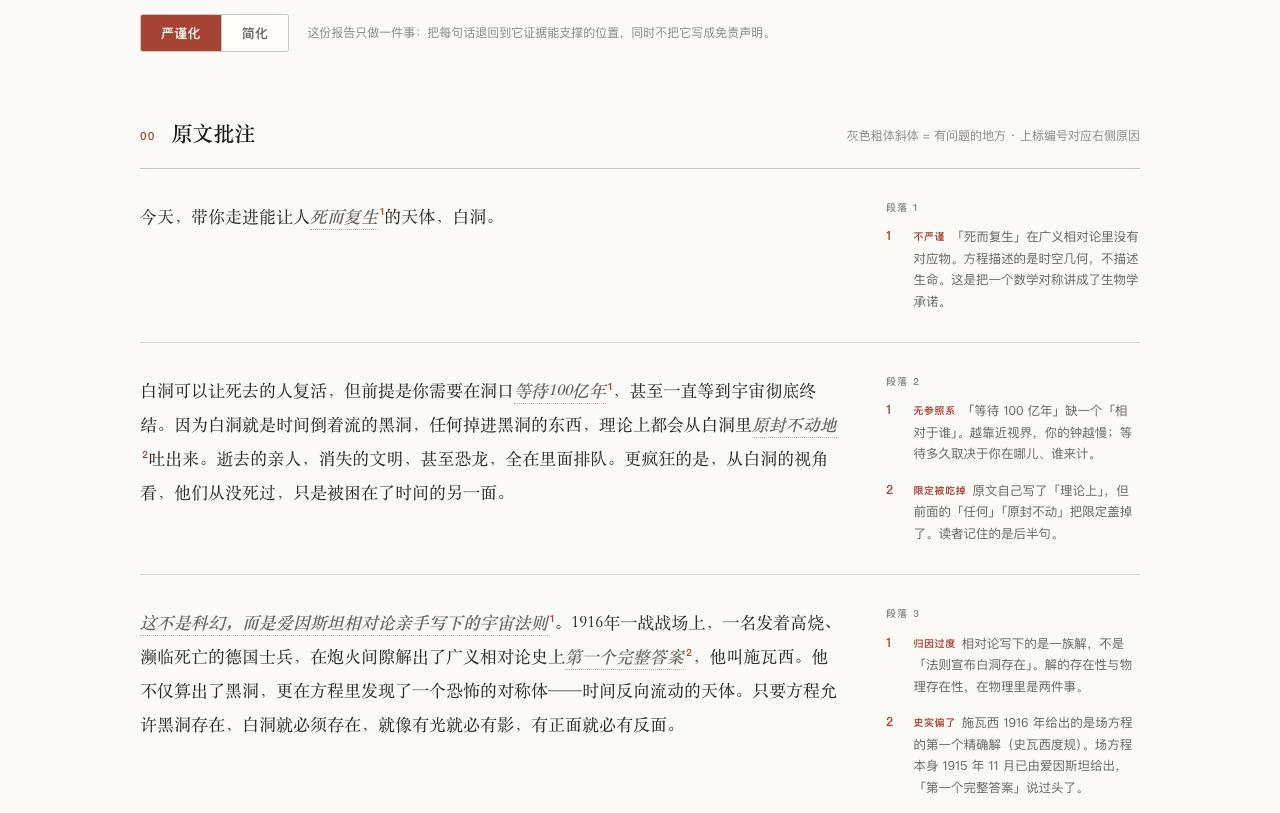 严谨化 简化 这份报告只做一件事：把每句话退回到它证据能支撑的位置，同时不把它写成免责声明。
00 原文批注 灰色粗体斜体 = 有问题的地方 · 上标编号对应右侧原因
今天，带你走进能让人死而复生1的天体，白洞。
段落 1
1 不严谨 「死而复生」在广义相对论里没有
对应物。方程描述的是时空几何，不描述
生命。这是把一个数学对称讲成了生物学
承诺。
白洞可以让死去的人复活，但前提是你需要在洞口等待100亿年1，甚至一直等到宇宙彻底终
结。因为白洞就是时间倒着流的黑洞，任何掉进黑洞的东西，理论上都会从白洞里原封不动地
2吐出来。逝去的亲人，消失的文明，甚至恐龙，全在里面排队。更疯狂的是，从白洞的视角
看，他们从没死过，只是被困在了时间的另一面。
段落 2
1 无参照系 「等待 100 亿年」缺一个「相
对于谁」。越靠近视界，你的钟越慢；等
待多久取决于你在哪儿、谁来计。
2 限定被吃掉 原文自己写了「理论上」，但
前面的「任何」「原封不动」把限定盖掉
了。读者记住的是后半句。
这不是科幻，而是爱因斯坦相对论亲手写下的宇宙法则1。1916年一战战场上，一名发着高烧、
濒临死亡的德国士兵，在炮火间隙解出了广义相对论史上第一个完整答案2，他叫施瓦西。他
不仅算出了黑洞，更在方程里发现了一个恐怖的对称体——时间反向流动的天体。只要方程允
许黑洞存在，白洞就必须存在，就像有光就必有影，有正面就必有反面。
段落 3
1 归因过度 相对论写下的是一族解，不是
「法则宣布白洞存在」。解的存在性与物
理存在性，在物理里是两件事。
2 史实偏了 施瓦西 1916 年给出的是场方程
的第一个精确解（史瓦西度规）。场方程
本身 1915 年 11 月已由爱因斯坦给出，
「第一个完整答案」说过头了。